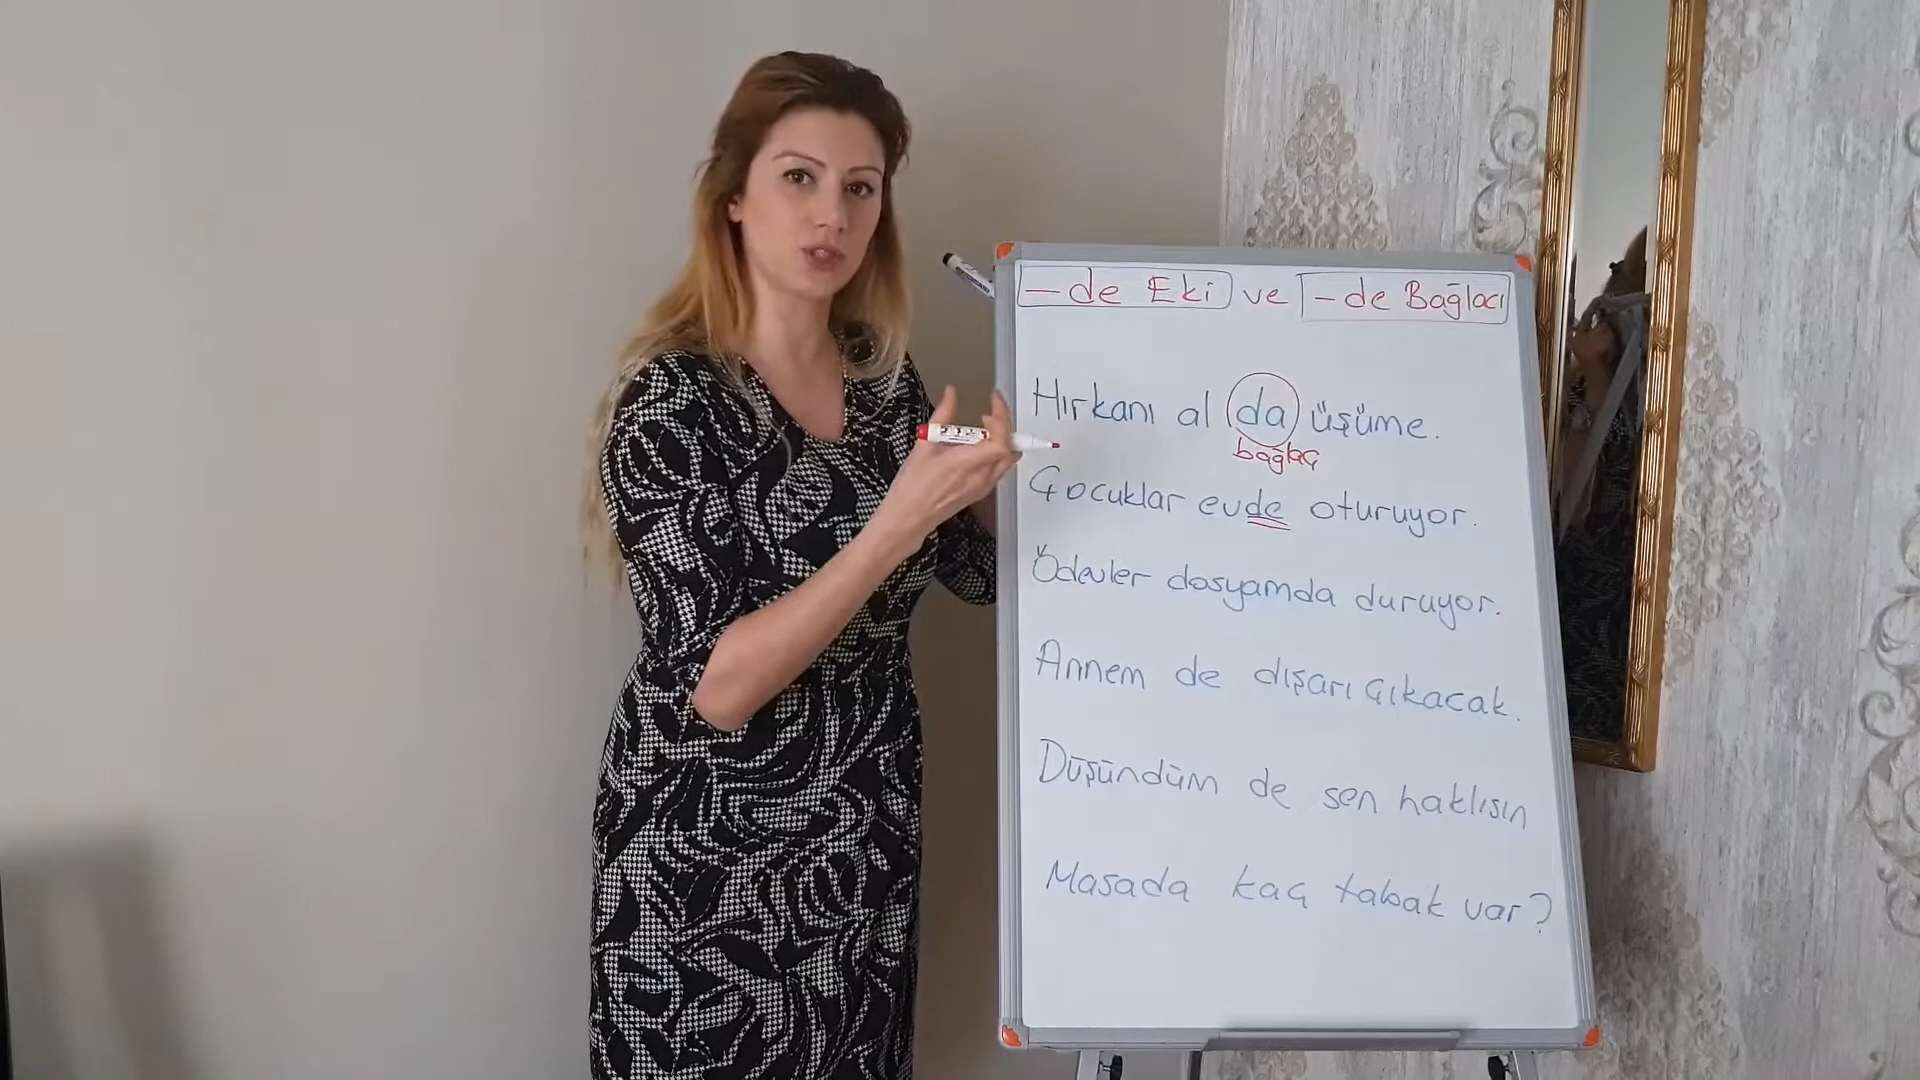 -de Eki ve -de Bağlacı
Hırkanı al da üşüme.
bağlaç
Çocuklar evde oturuyor.
Ödevler dosyamda duruyor.
Annem de dışarı çıkacak.
Düşündüm de sen haklısın
Masada kaç tabak var?